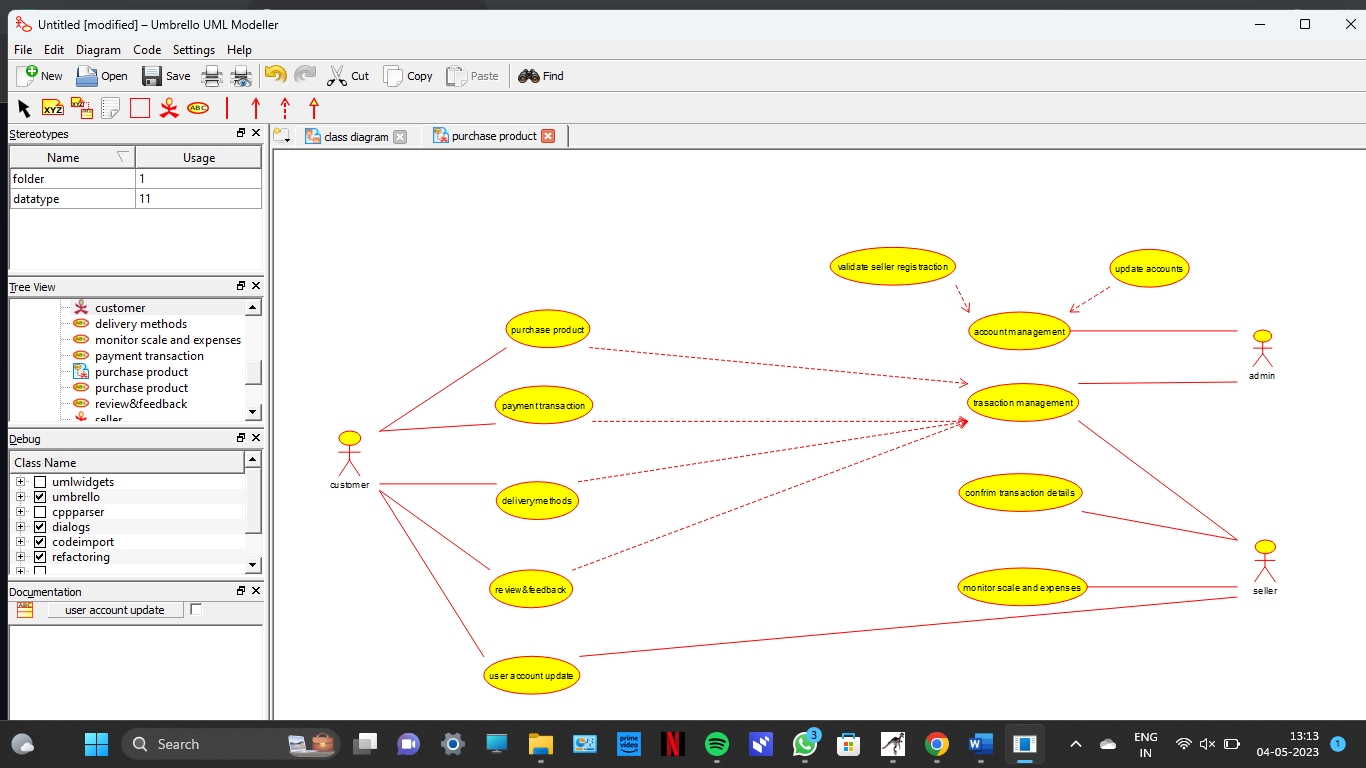 Untitled [modified] – Umbrello UML Modeller
File Edit Diagram Code Settings Help
New Open Save Cut Copy Paste Find
XYZ XYZ ABC
Stereotypes
class diagram purchase product
Name Usage
folder 1
datatype 11
Tree View
customer
delivery methods
monitor scale and expenses
payment transaction
purchase product
purchase product
review&feedback
seller
Debug
Class Name
umlwidgets
umbrello
cppparser
dialogs
codeimport
refactoring
Documentation
user account update
validate seller registraction
update accounts
purchase product
account management
admin
payment transaction
trasaction management
customer
deliverymethods
confrim transaction details
review&feedback
monitor scale and expenses
seller
user account update
Search
prime video
N
3
W
ENG
IN
13:13
04-05-2023
1